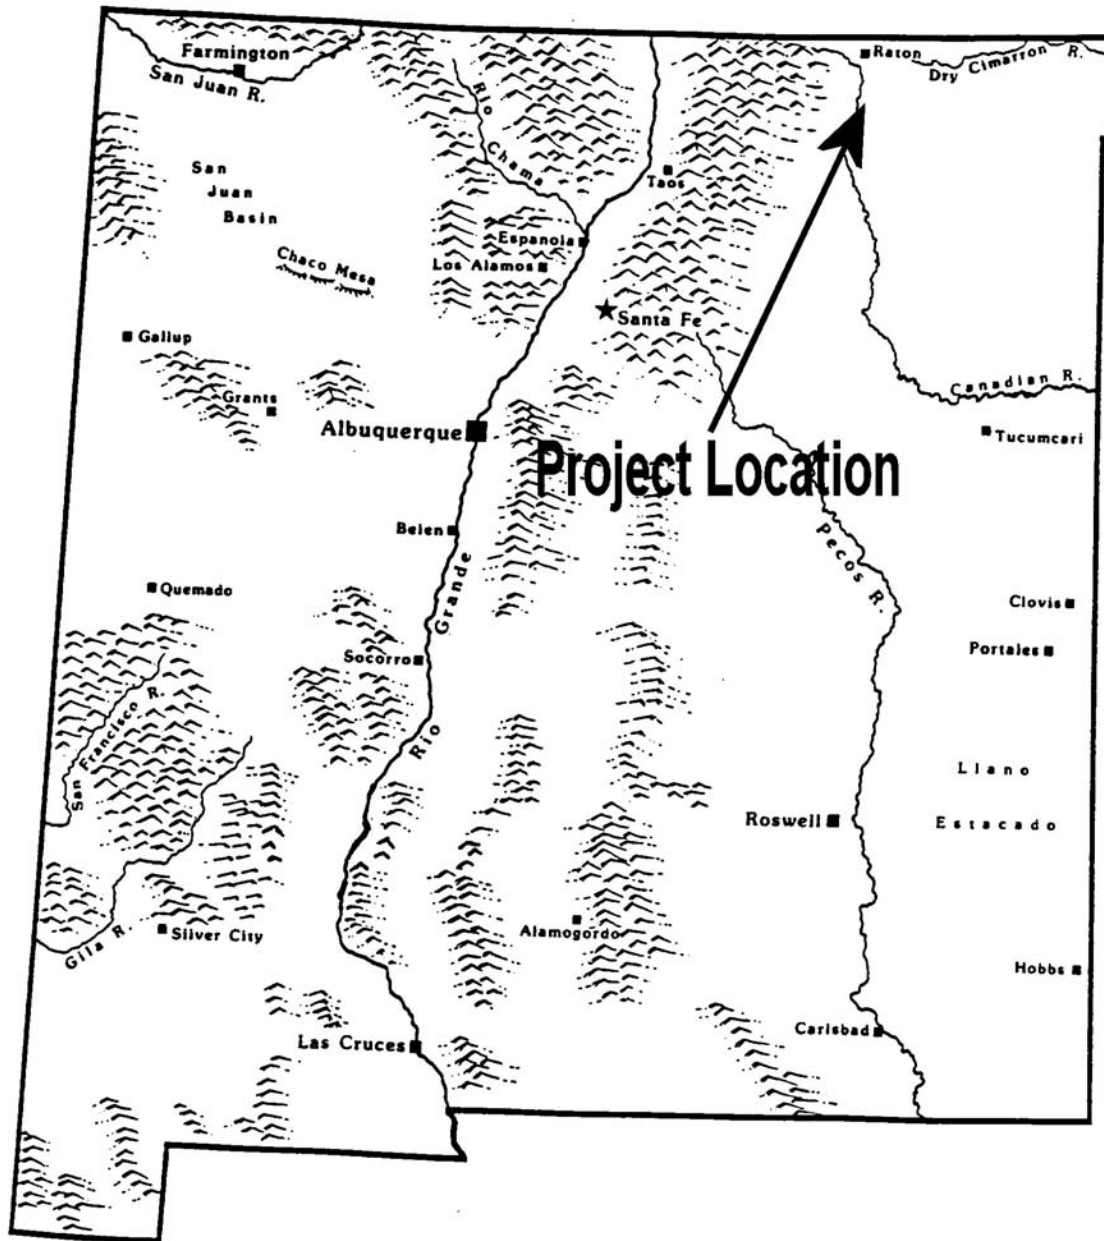 Farmington
San Juan R.
Rio Chama
Raton
Dry Cimarron R.
San
Juan
Basin
Taos
Chaco Mesa
Espanola
Los Alamos
Santa Fe
Gallup
Grants
Canadian R.
Albuquerque
Tucumcari
Project Location
Belen
Pecos R.
Quemado
Rio Grande
Clovis
Socorro
Portales
San Francisco R.
Llano
Estacado
Roswell
Gila R.
Silver City
Alamogordo
Hobbs
Las Cruces
Carlsbad